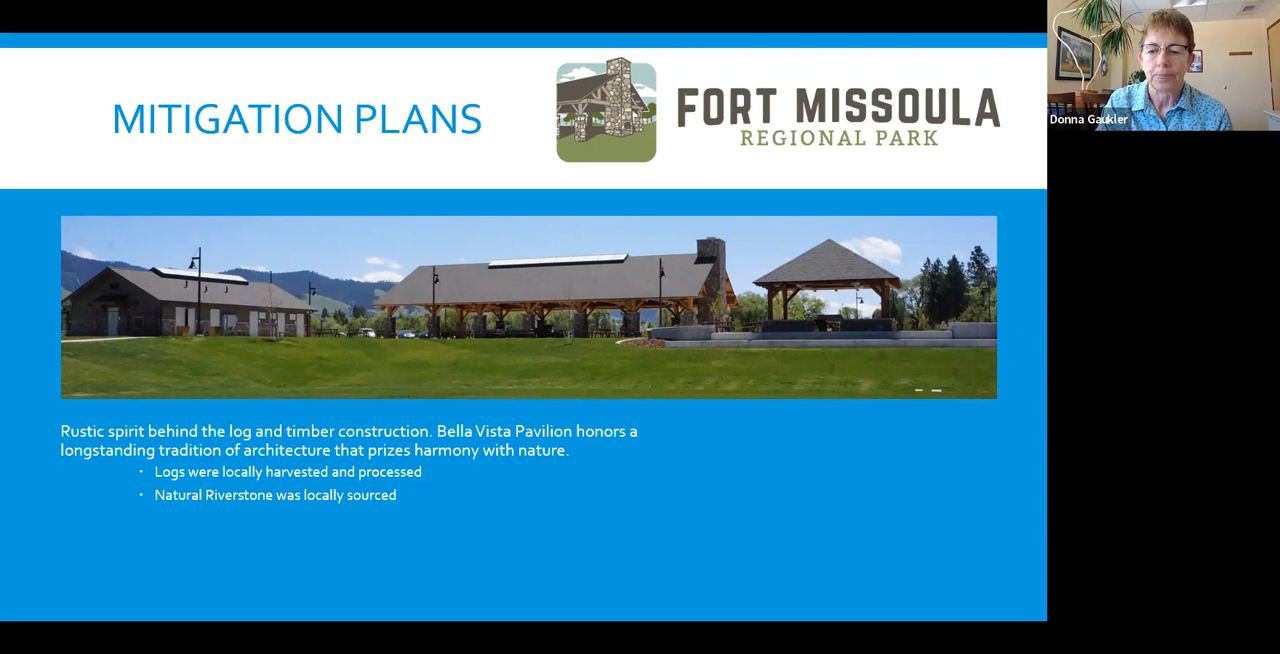 MITIGATION PLANS
FORT MISSOULA
REGIONAL PARK
Donna Gaukler
Rustic spirit behind the log and timber construction. Bella Vista Pavilion honors a
longstanding tradition of architecture that prizes harmony with nature.
· Logs were locally harvested and processed
· Natural Riverstone was locally sourced